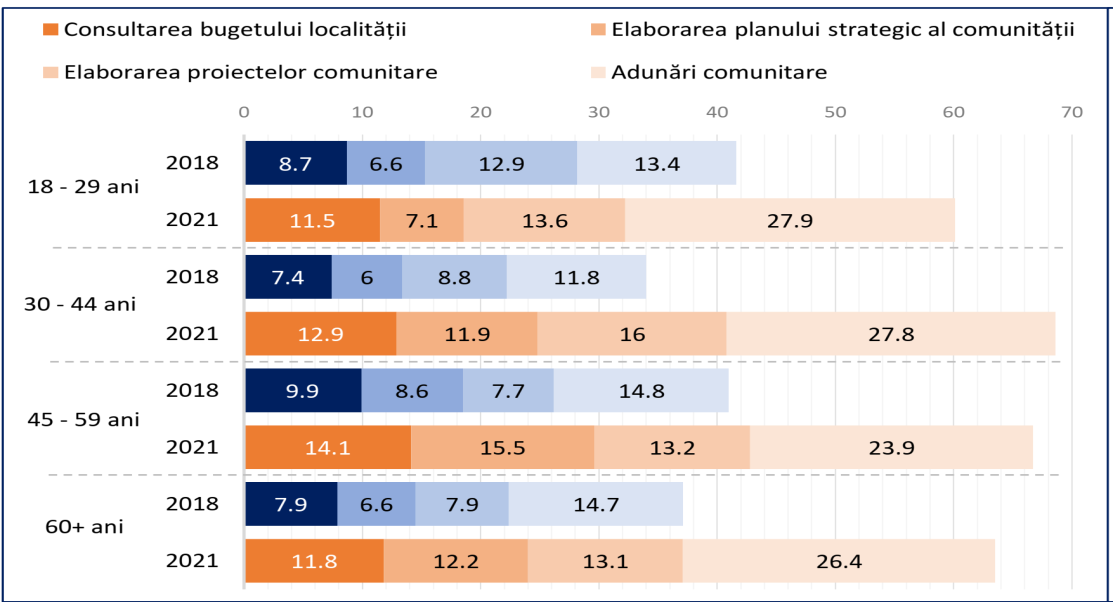 Consultarea bugetului localității
Elaborarea planului strategic al comunității
Elaborarea proiectelor comunitare
Adunări comunitare
0 10 20 30 40 50 60 70
18 - 29 ani
2018 8.7 6.6 12.9 13.4
2021 11.5 7.1 13.6 27.9
30 - 44 ani
2018 7.4 6 8.8 11.8
2021 12.9 11.9 16 27.8
45 - 59 ani
2018 9.9 8.6 7.7 14.8
2021 14.1 15.5 13.2 23.9
60+ ani
2018 7.9 6.6 7.9 14.7
2021 11.8 12.2 13.1 26.4